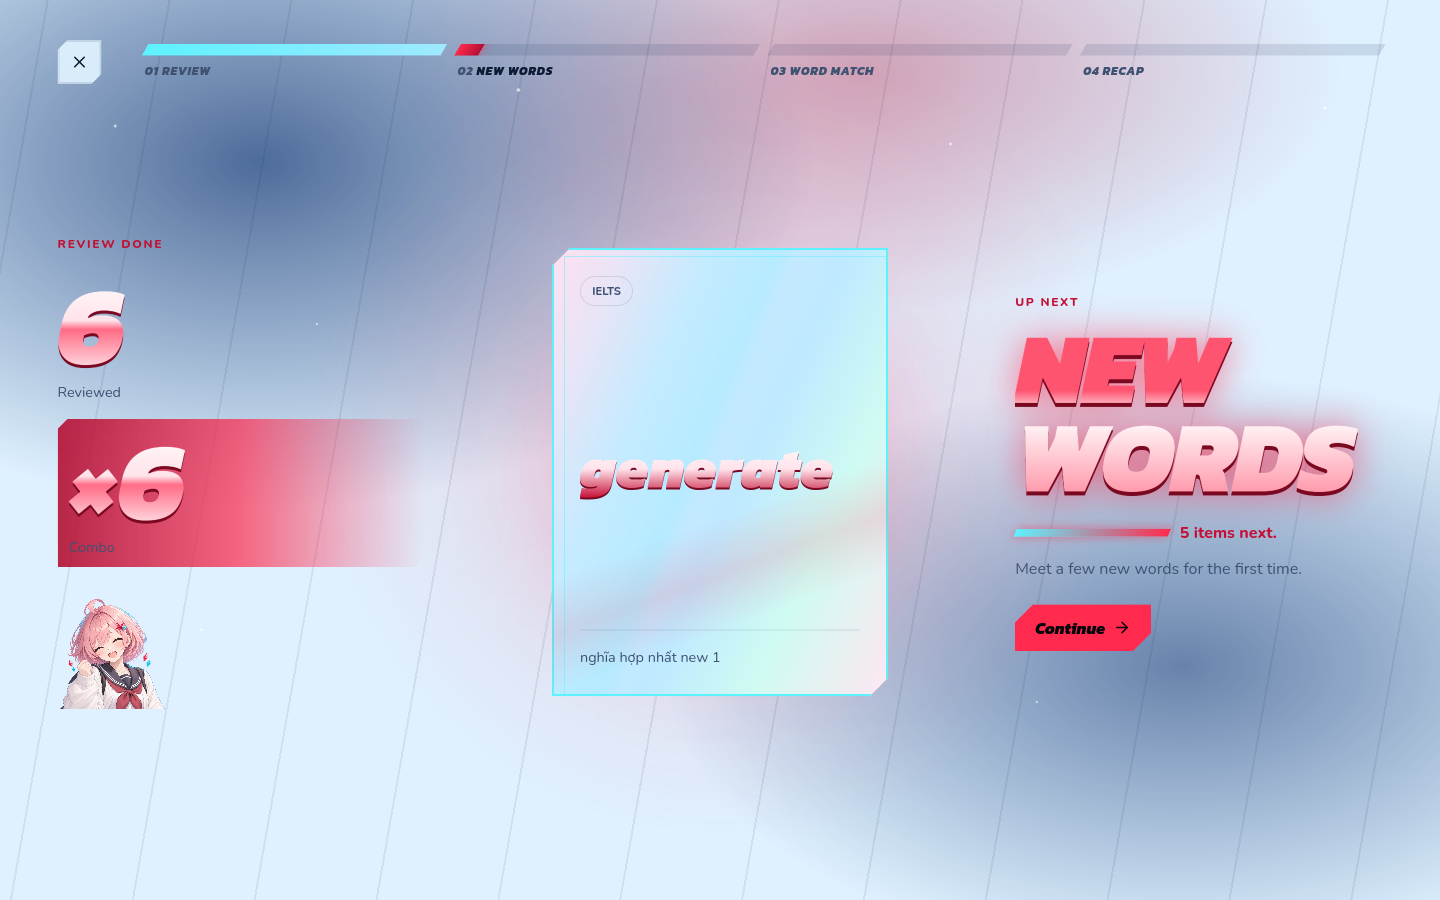 01 REVIEW
02 NEW WORDS
03 WORD MATCH
04 RECAP
REVIEW DONE
6
Reviewed
×6
Combo
IELTS
generate
nghĩa hợp nhất new 1
UP NEXT
NEW
WORDS
5 items next.
Meet a few new words for the first time.
Continue →